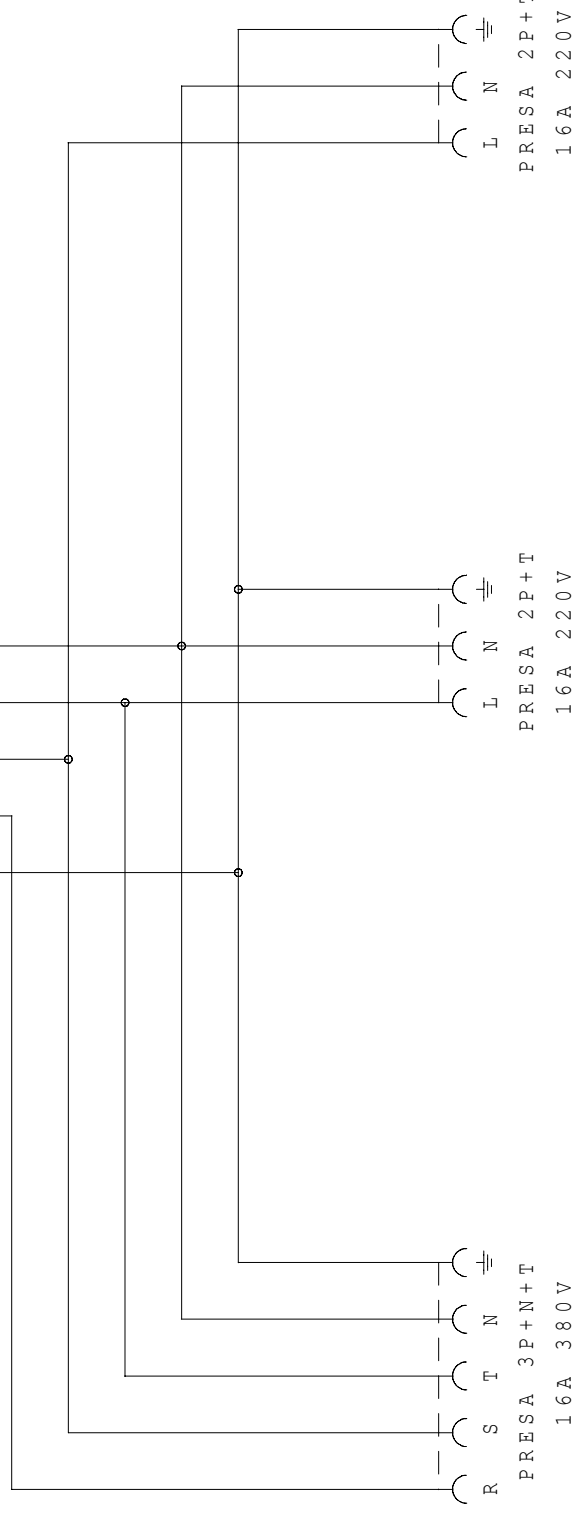 N
L
PRESA 2P+T
16A 220V
N
L
PRESA 2P+T
16A 220V
N
T
S
R
PRESA 3P+N+T
16A 380V